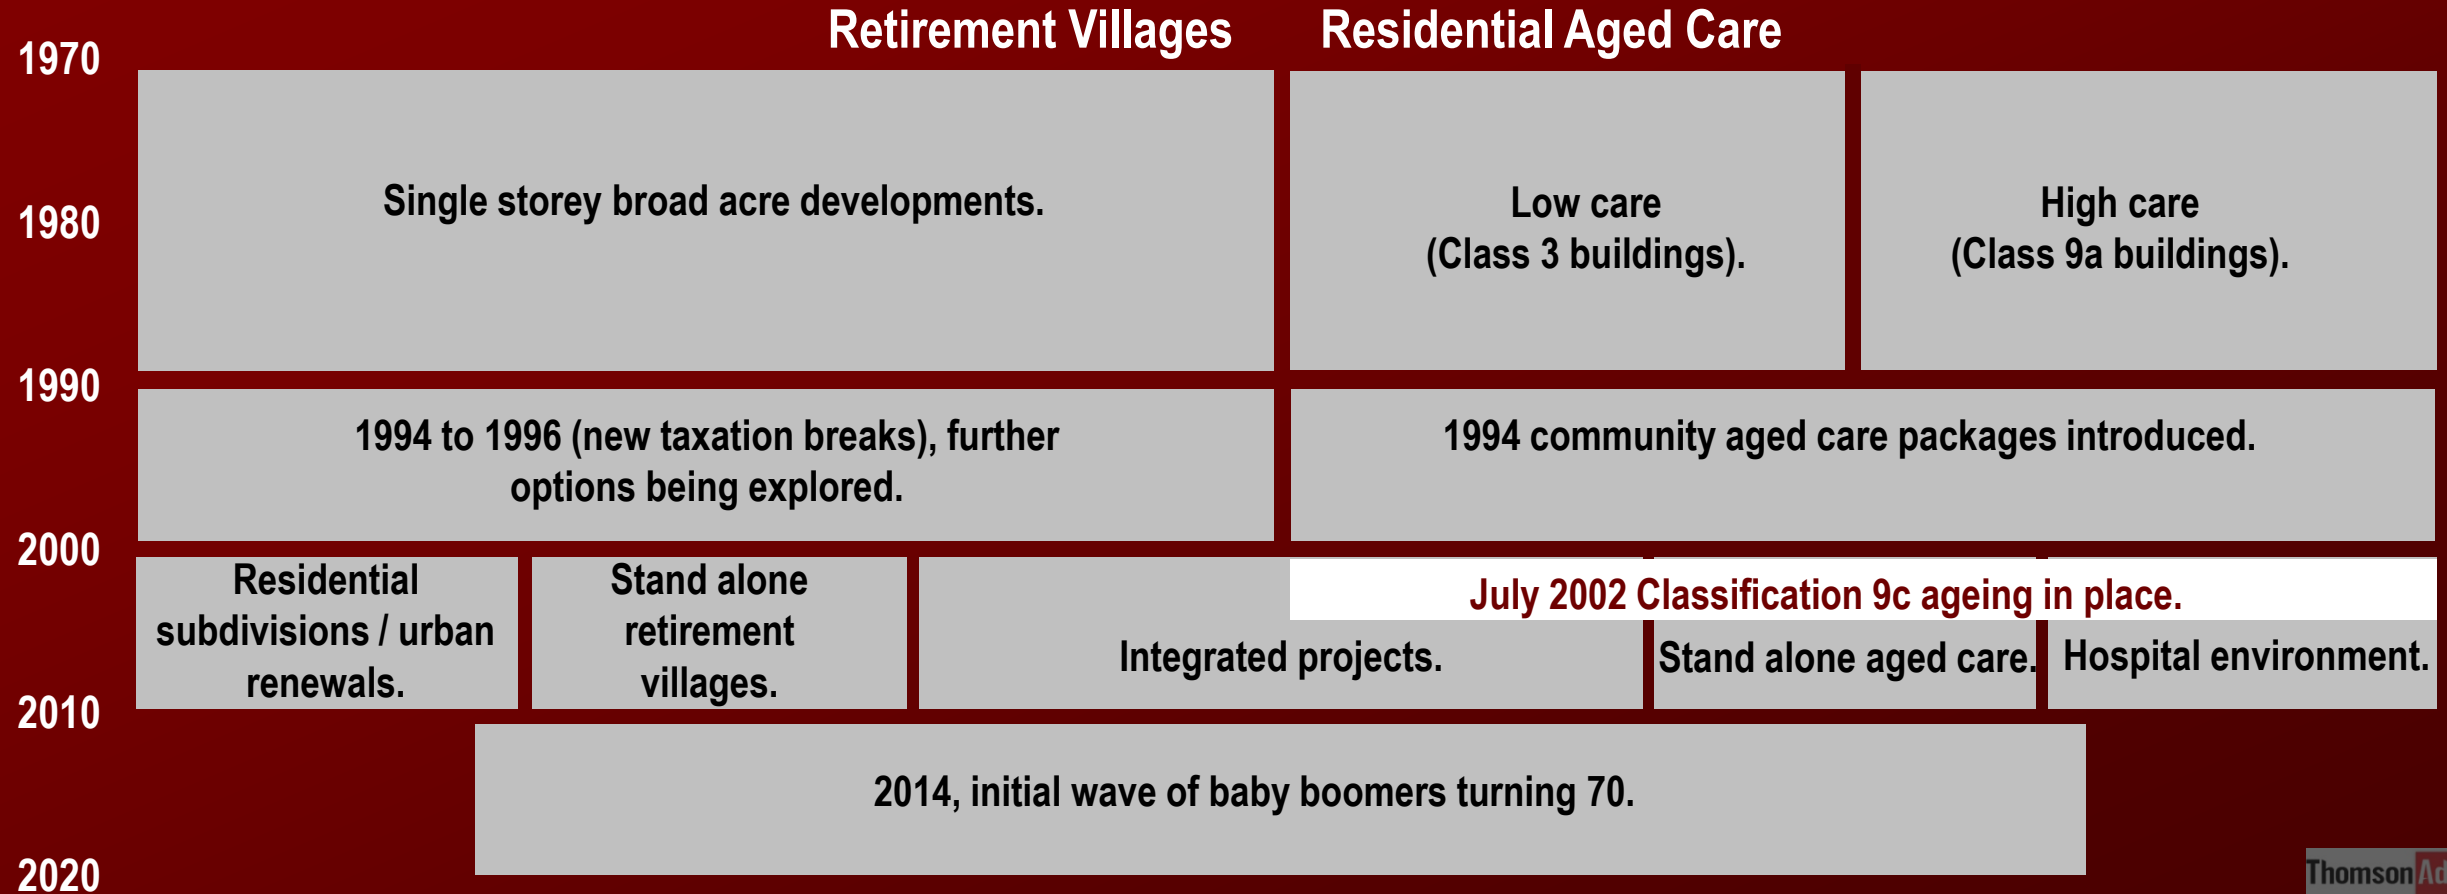 Retirement Villages
Residential Aged Care
1970
Single storey broad acre developments.
Low care
(Class 3 buildings).
High care
(Class 9a buildings).
1980
1990
1994 to 1996 (new taxation breaks), further
options being explored.
1994 community aged care packages introduced.
2000
Residential
subdivisions / urban
renewals.
Stand alone
retirement
villages.
July 2002 Classification 9c ageing in place.
Integrated projects.
Stand alone aged care.
Hospital environment.
2010
2014, initial wave of baby boomers turning 70.
2020
Thomson